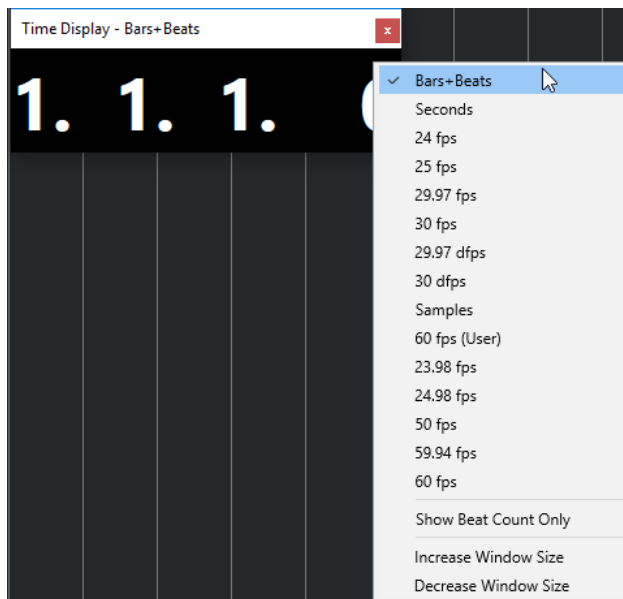 Time Display - Bars+Beats
x
1. 1. 1.
Bars+Beats
Seconds
24 fps
25 fps
29.97 fps
30 fps
29.97 dfps
30 dfps
Samples
60 fps (User)
23.98 fps
24.98 fps
50 fps
59.94 fps
60 fps
Show Beat Count Only
Increase Window Size
Decrease Window Size